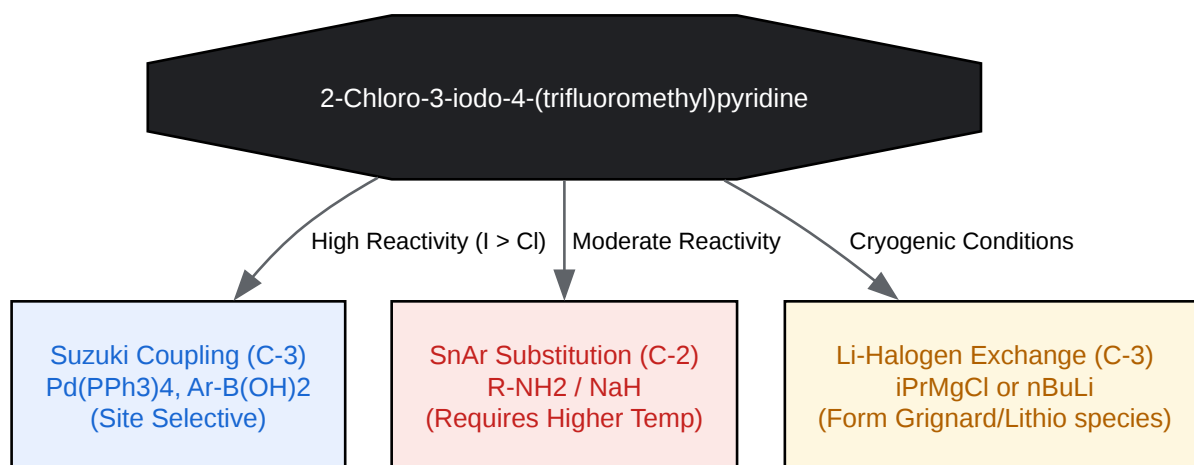 2-Chloro-3-iodo-4-(trifluoromethyl)pyridine
High Reactivity (I > Cl)
Moderate Reactivity
Cryogenic Conditions
Suzuki Coupling (C-3)
Pd(PPh3)4, Ar-B(OH)2
(Site Selective)
SnAr Substitution (C-2)
R-NH2 / NaH
(Requires Higher Temp)
Li-Halogen Exchange (C-3)
iPrMgCl or nBuLi
(Form Grignard/Lithio species)